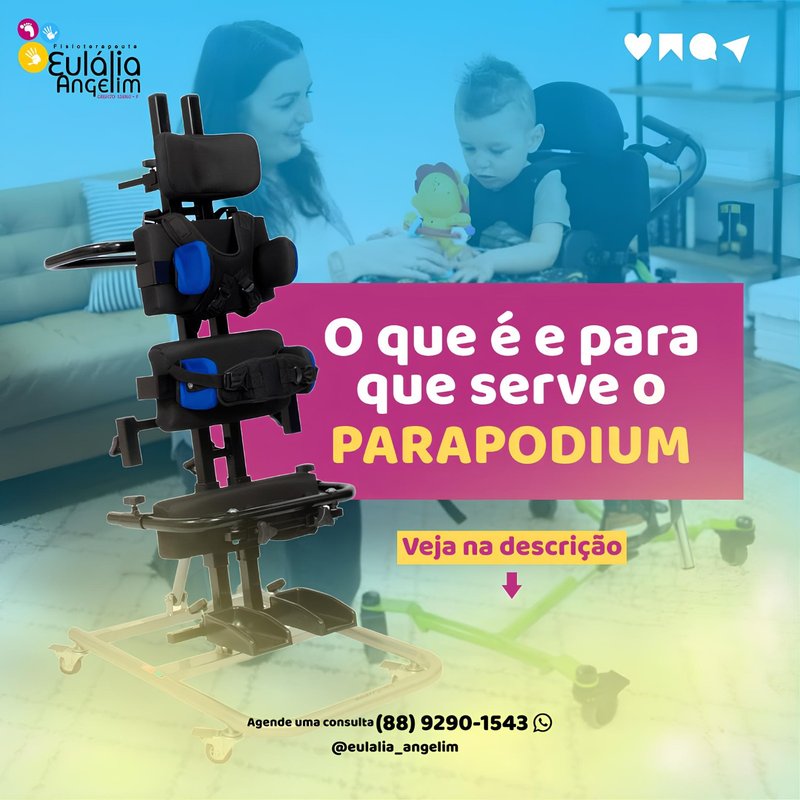 Fisioterapeuta
Eulália
Angelim
O que é e para
que serve o
PARAPODIUM
Veja na descrição
Agende uma consulta (88) 9290-1543
@eulalia_angelim